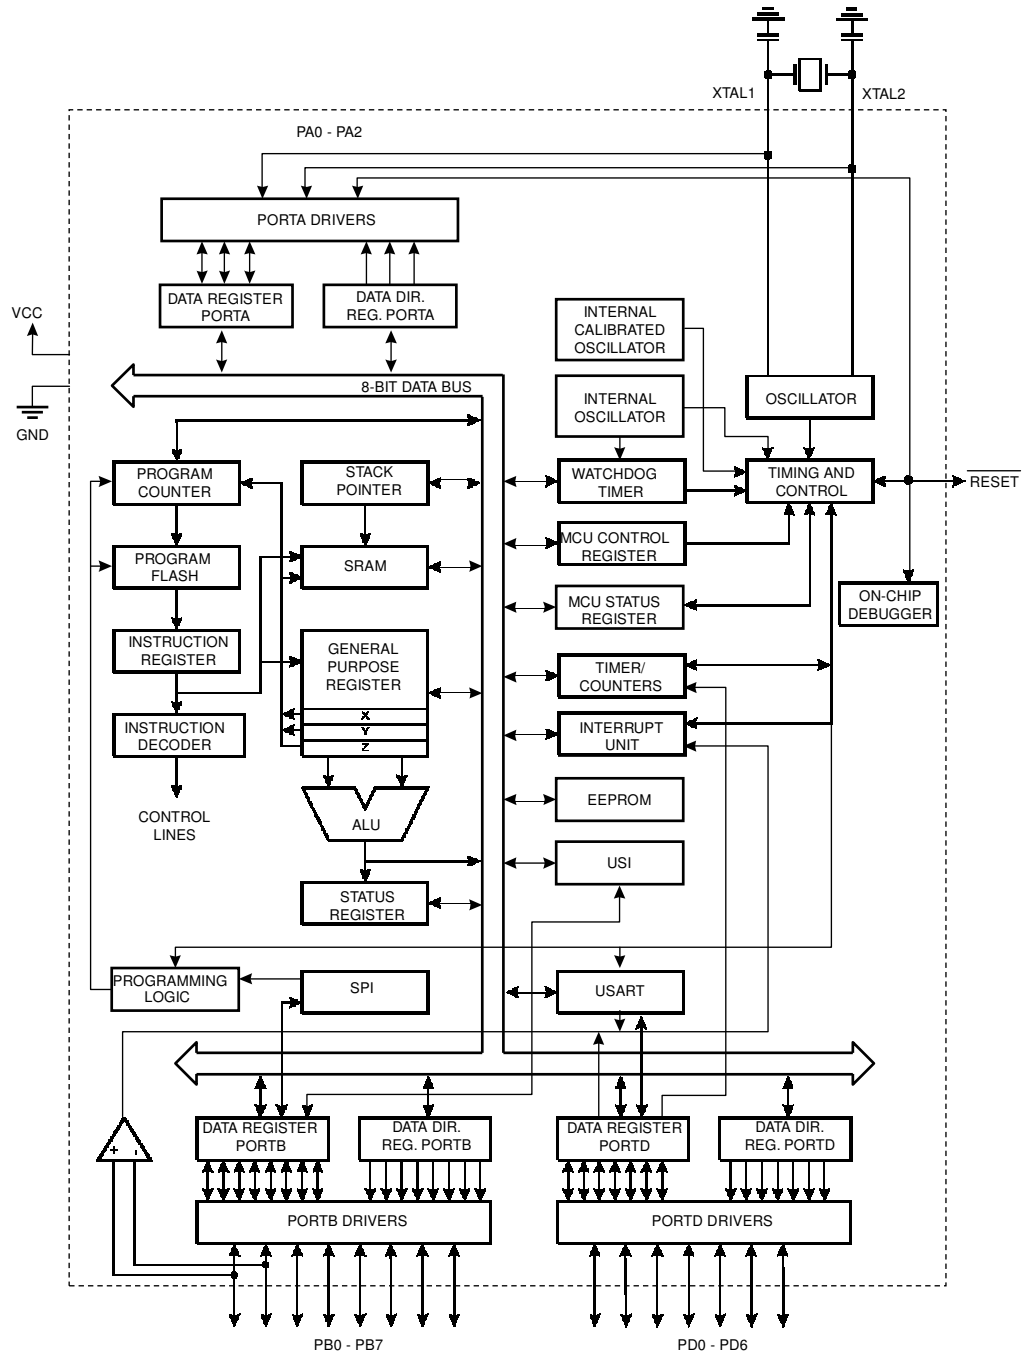 XTAL1
XTAL2
PA0 - PA2
PORTA DRIVERS
DATA REGISTER
PORTA
DATA DIR.
REG. PORTA
VCC
GND
8-BIT DATA BUS
INTERNAL
CALIBRATED
OSCILLATOR
INTERNAL
OSCILLATOR
OSCILLATOR
PROGRAM
COUNTER
STACK
POINTER
WATCHDOG
TIMER
TIMING AND
CONTROL
RESET
PROGRAM
FLASH
SRAM
MCU CONTROL
REGISTER
MCU STATUS
REGISTER
ON-CHIP
DEBUGGER
INSTRUCTION
REGISTER
GENERAL
PURPOSE
REGISTER
X
Y
Z
TIMER/
COUNTERS
INSTRUCTION
DECODER
INTERRUPT
UNIT
CONTROL
LINES
ALU
EEPROM
USI
STATUS
REGISTER
PROGRAMMING
LOGIC
SPI
USART
+
-
DATA REGISTER
PORTB
DATA DIR.
REG. PORTB
DATA REGISTER
PORTD
DATA DIR.
REG. PORTD
PORTB DRIVERS
PORTD DRIVERS
PB0 - PB7
PD0 - PD6